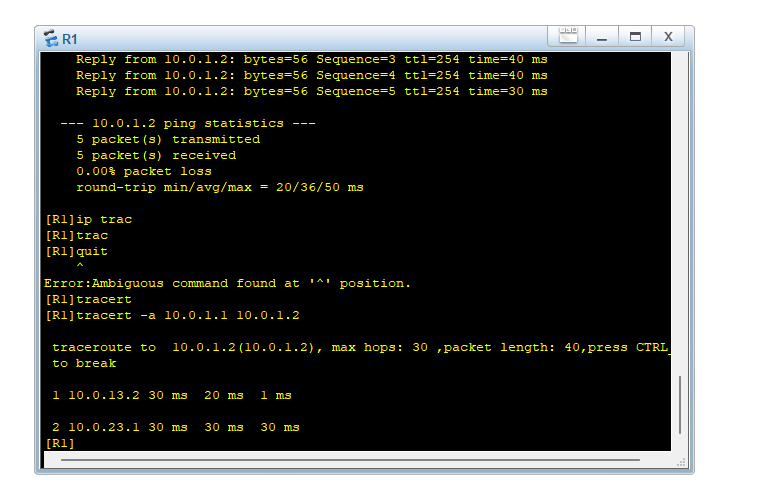 R1
Reply from 10.0.1.2: bytes=56 Sequence=3 ttl=254 time=40 ms
Reply from 10.0.1.2: bytes=56 Sequence=4 ttl=254 time=40 ms
Reply from 10.0.1.2: bytes=56 Sequence=5 ttl=254 time=30 ms
--- 10.0.1.2 ping statistics ---
5 packet(s) transmitted
5 packet(s) received
0.00% packet loss
round-trip min/avg/max = 20/36/50 ms
[R1]ip trac
[R1]trac
[R1]quit
^
Error:Ambiguous command found at '^' position.
[R1]tracert
[R1]tracert -a 10.0.1.1 10.0.1.2
traceroute to  10.0.1.2(10.0.1.2), max hops: 30 ,packet length: 40,press CTRL_
to break
1 10.0.13.2 30 ms  20 ms  1 ms
2 10.0.23.1 30 ms  30 ms  30 ms
[R1]